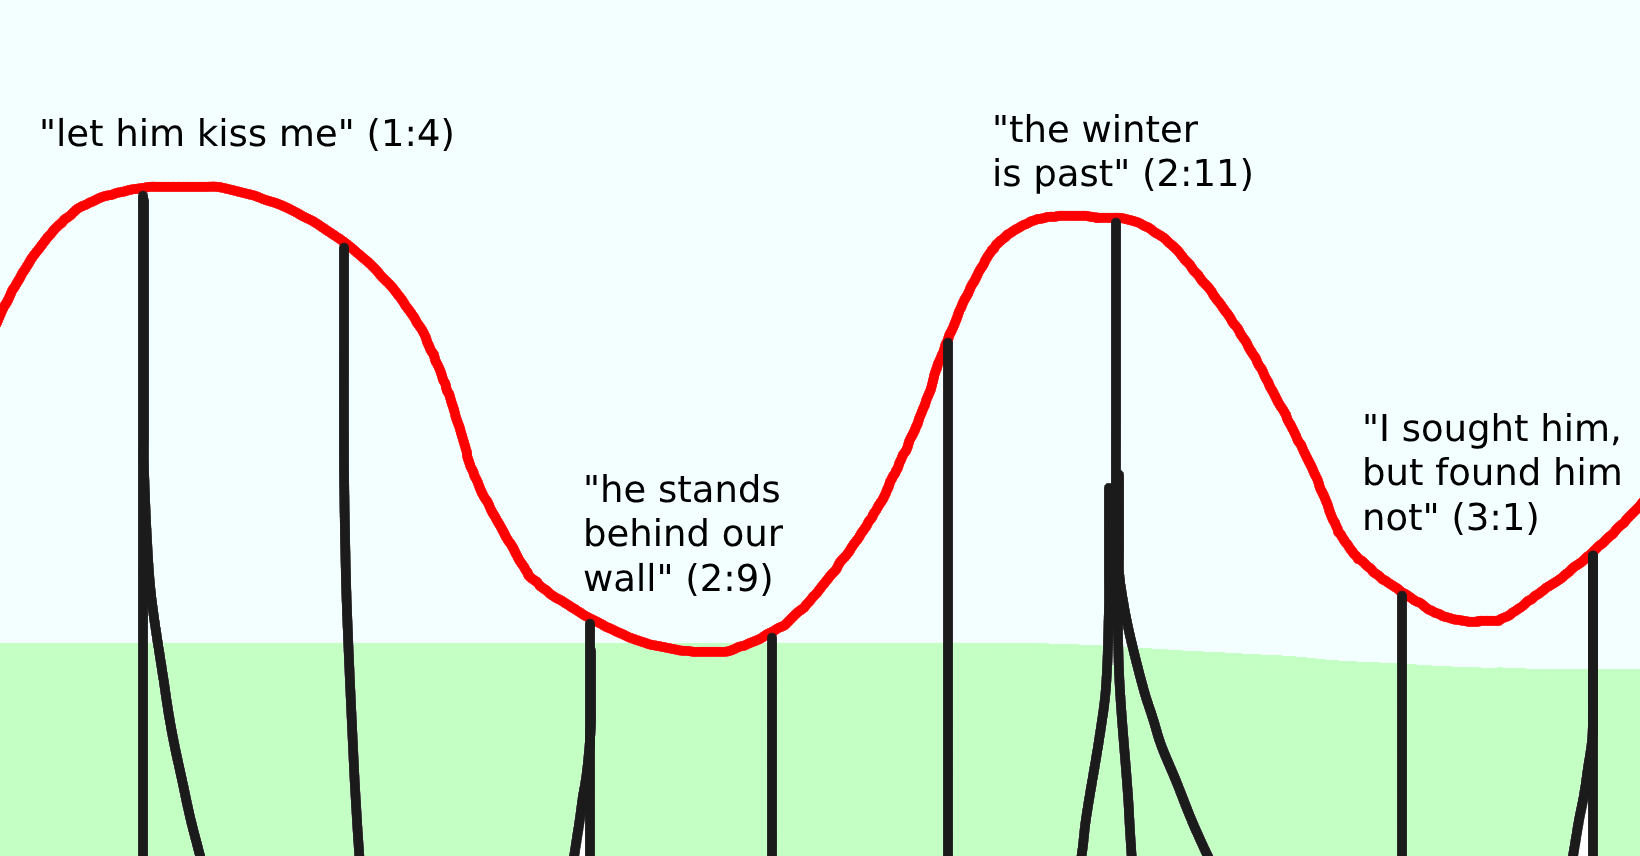 "let him kiss me" (1:4)
"the winter
is past" (2:11)
"he stands
behind our
wall" (2:9)
"I sought him,
but found him
not" (3:1)